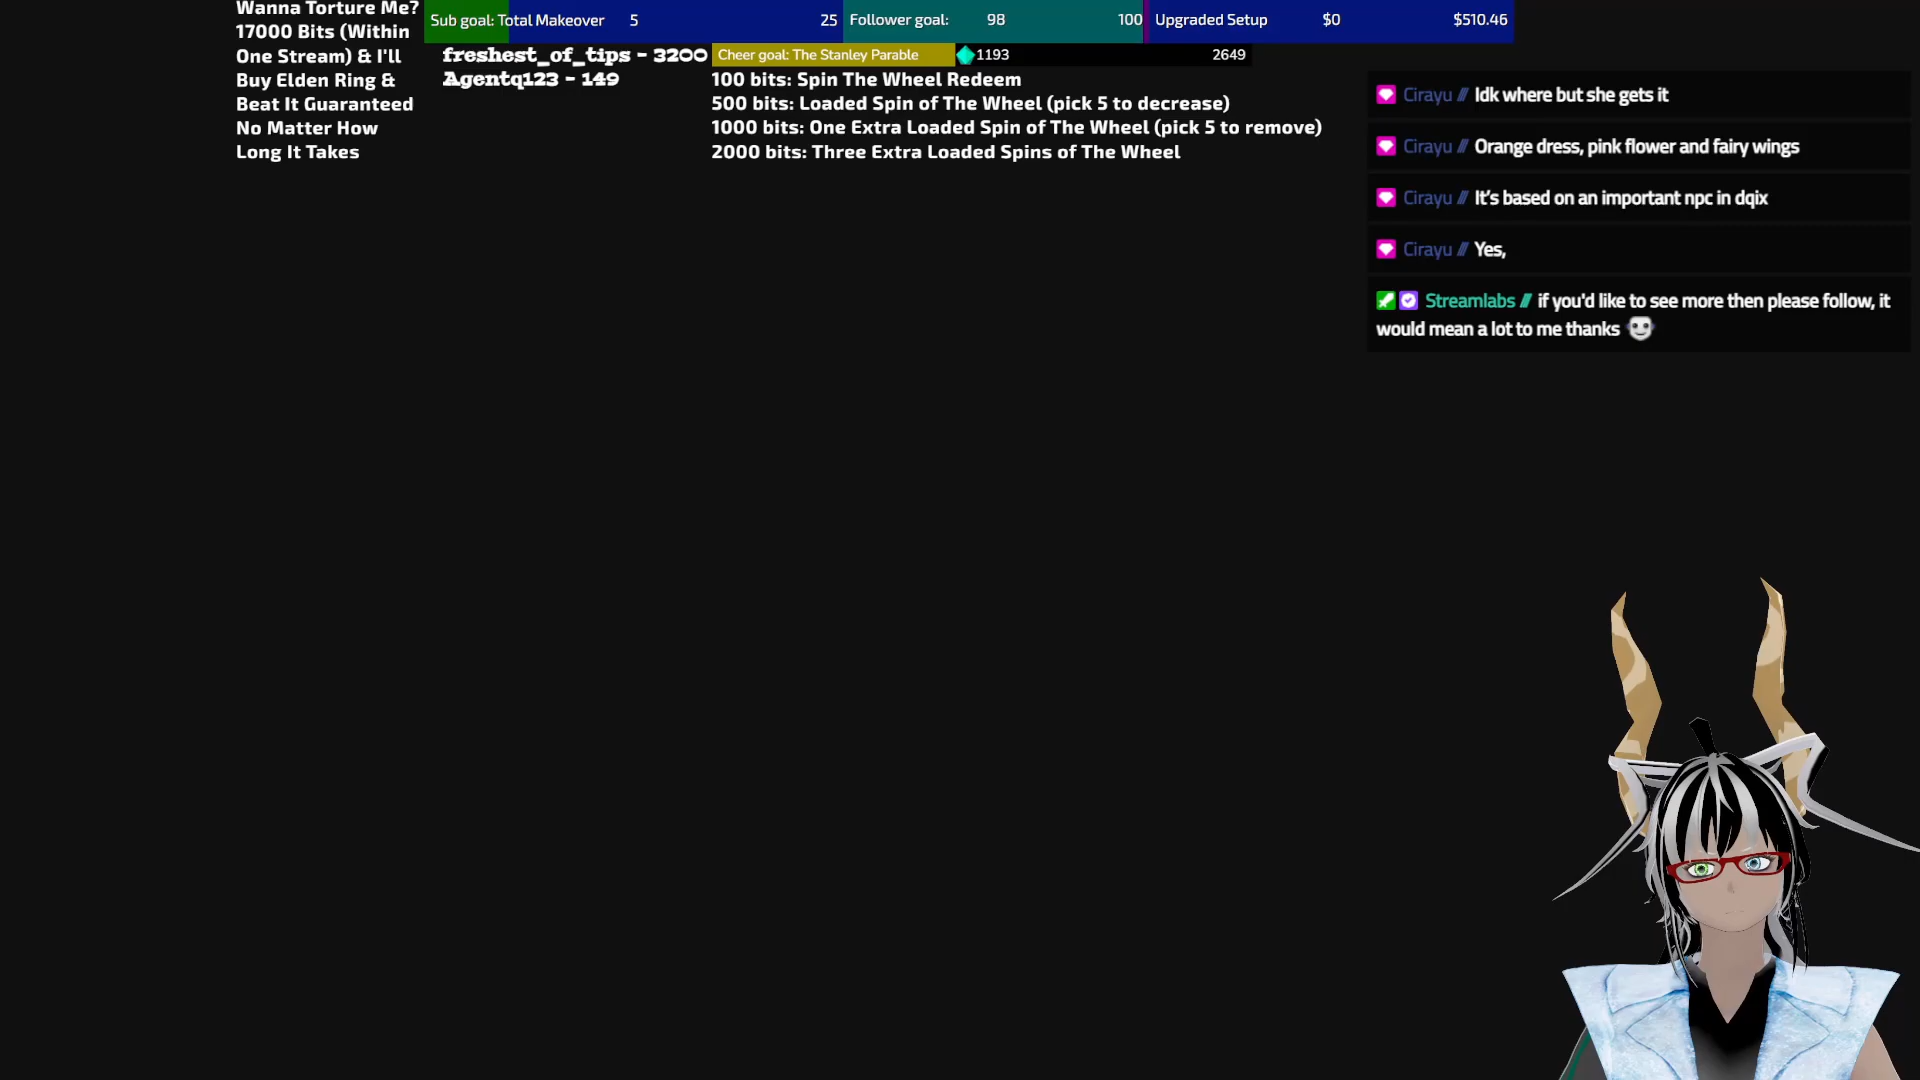 Wanna Torture Me?
17000 Bits (Within
One Stream) & I'll
Buy Elden Ring &
Beat It Guaranteed
No Matter How
Long It Takes
Sub goal: Total Makeover 5 25
Follower goal: 98 100
Upgraded Setup $0 $510.46
freshest_of_tips - 3200
Agentq123 - 149
Cheer goal: The Stanley Parable 1193 2649
100 bits: Spin The Wheel Redeem
500 bits: Loaded Spin of The Wheel (pick 5 to decrease)
1000 bits: One Extra Loaded Spin of The Wheel (pick 5 to remove)
2000 bits: Three Extra Loaded Spins of The Wheel
Cirayu // Idk where but she gets it
Cirayu // Orange dress, pink flower and fairy wings
Cirayu // It's based on an important npc in dqix
Cirayu // Yes,
Streamlabs // if you'd like to see more then please follow, it
would mean a lot to me thanks